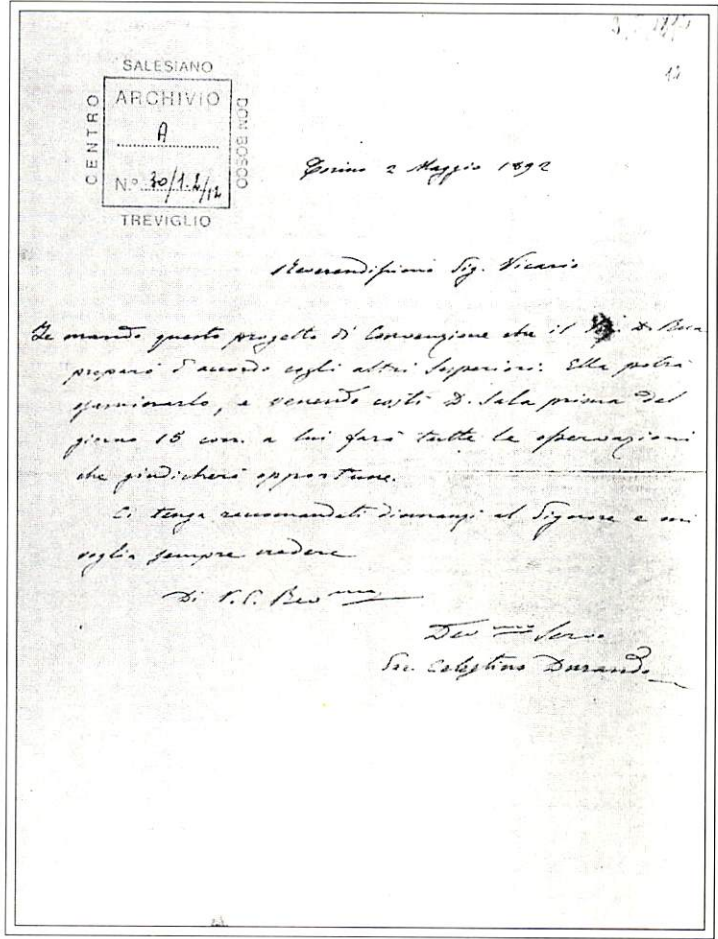 SALESIANO
CENTRO
ARCHIVIO
DON BOSCO
A
Nº 30/1.2/12
TREVIGLIO
12
Torino 2 Maggio 1892
Reverendissimo Sig. Vicario
Le mando questo progetto di Convenzione che il D.
preparò d'accordo cogli altri Superiori. Ella potrà
esaminarlo, e venendo costì D. Sala prima del
giorno 15 corr. a lui farà tutte le osservazioni
che giudicherà opportune.
Ci tenga raccomandati dinnanzi al Signore e mi
voglia sempre credere
Di V. S. Rev ma
Dev mo Servo
Sac. Celestino Durando